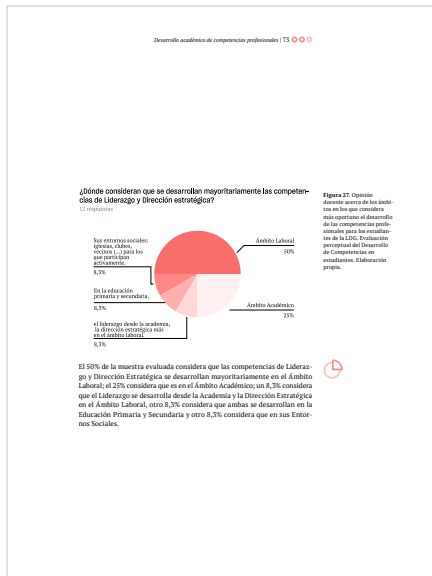 Desarrollo académico de competencias profesionales | 73
¿Dónde consideran que se desarrollan mayoritariamente las competen-
cias de Liderazgo y Dirección estratégica?
12 respuestas
Sus entornos sociales:
iglesias, clubes,
vecinos (...) para los
que participan
activamente.
8,3%
En la educación
primaria y secundaria.
8,3%
el liderazgo desde la academia,
la dirección estratégica más
en el ámbito laboral.
8,3%
Ámbito Laboral
50%
Ámbito Académico
25%
Figura 27. Opinión
docente acerca de los ámbi-
tos en los que considera
más oportuno el desarrollo
de las competencias profe-
sionales para los estudian-
tes de la LDG. Evaluación
perceptual del Desarrollo
de Competencias en
estudiantes. Elaboración
propia.
El 50% de la muestra evaluada considera que las competencias de Lideraz-
go y Dirección Estratégica se desarrollan mayoritariamente en el Ámbito
Laboral; el 25% considera que es en el Ámbito Académico; un 8,3% considera
que el Liderazgo se desarrolla desde la Academia y la Dirección Estratégica
en el Ámbito Laboral, otro 8,3% considera que ambas se desarrollan en la
Educación Primaria y Secundaria y otro 8,3% considera que en sus Entor-
nos Sociales.